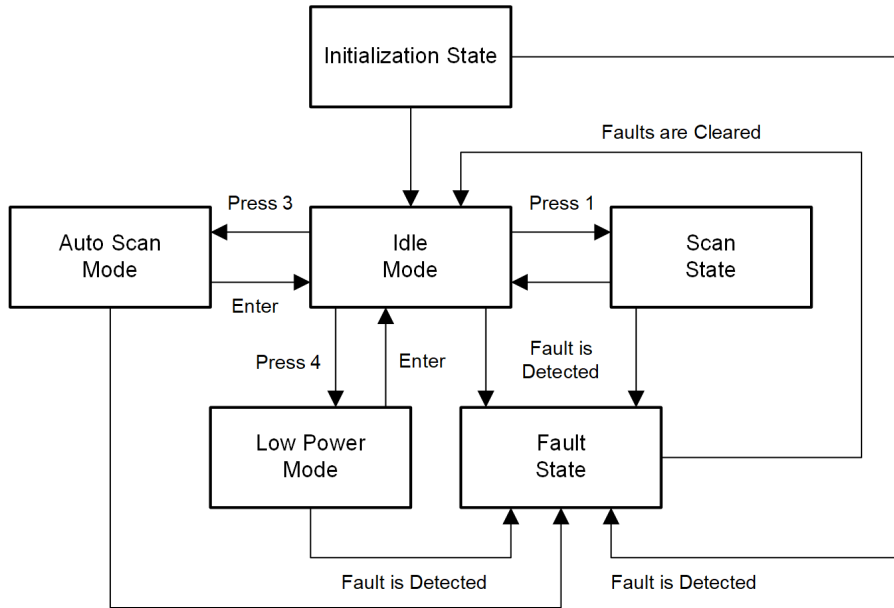 Initialization State
Faults are Cleared
Press 3
Press 1
Auto Scan
Mode
Idle
Mode
Scan
State
Enter
Press 4
Enter
Fault is
Detected
Low Power
Mode
Fault
State
Fault is Detected
Fault is Detected